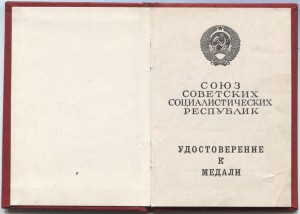 СОЮЗ
СОВЕТСКИХ
СОЦИАЛИСТИЧЕСКИХ
РЕСПУБЛИК
УДОСТОВЕРЕНИЕ
К
МЕДАЛИ